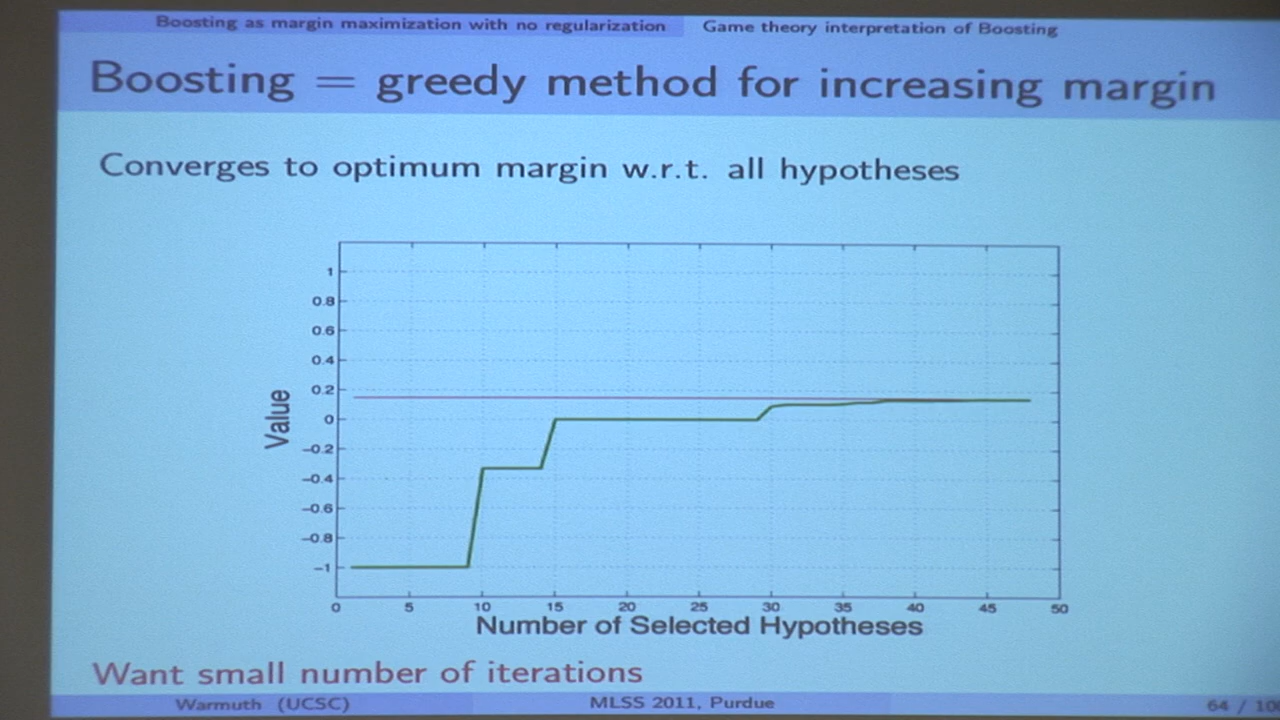 Boosting as margin maximization with no regularization Game theory interpretation of Boosting
Boosting = greedy method for increasing margin
Converges to optimum margin w.r.t. all hypotheses
1
0.8
0.6
0.4
0.2
0
−0.2
−0.4
−0.6
−0.8
−1
Value
0 5 10 15 20 25 30 35 40 45 50
Number of Selected Hypotheses
Want small number of iterations
Warmuth (UCSC) MLSS 2011, Purdue 64 / 10